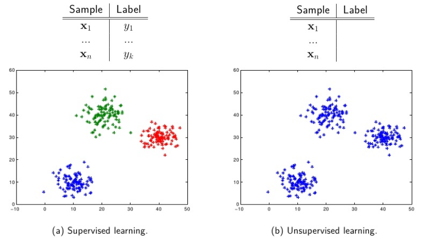 Sample Label
x1 y1
... ...
xn yk
60
50
40
30
20
10
0
-10 0 10 20 30 40 50
(a) Supervised learning.
Sample Label
x1
...
xn
60
50
40
30
20
10
0
-10 0 10 20 30 40 50
(b) Unsupervised learning.